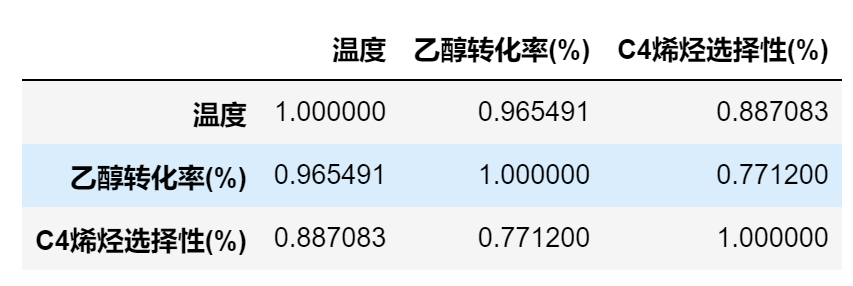 温度 乙醇转化率(%) C4烯烃选择性(%)
温度 1.000000 0.965491 0.887083
乙醇转化率(%) 0.965491 1.000000 0.771200
C4烯烃选择性(%) 0.887083 0.771200 1.000000